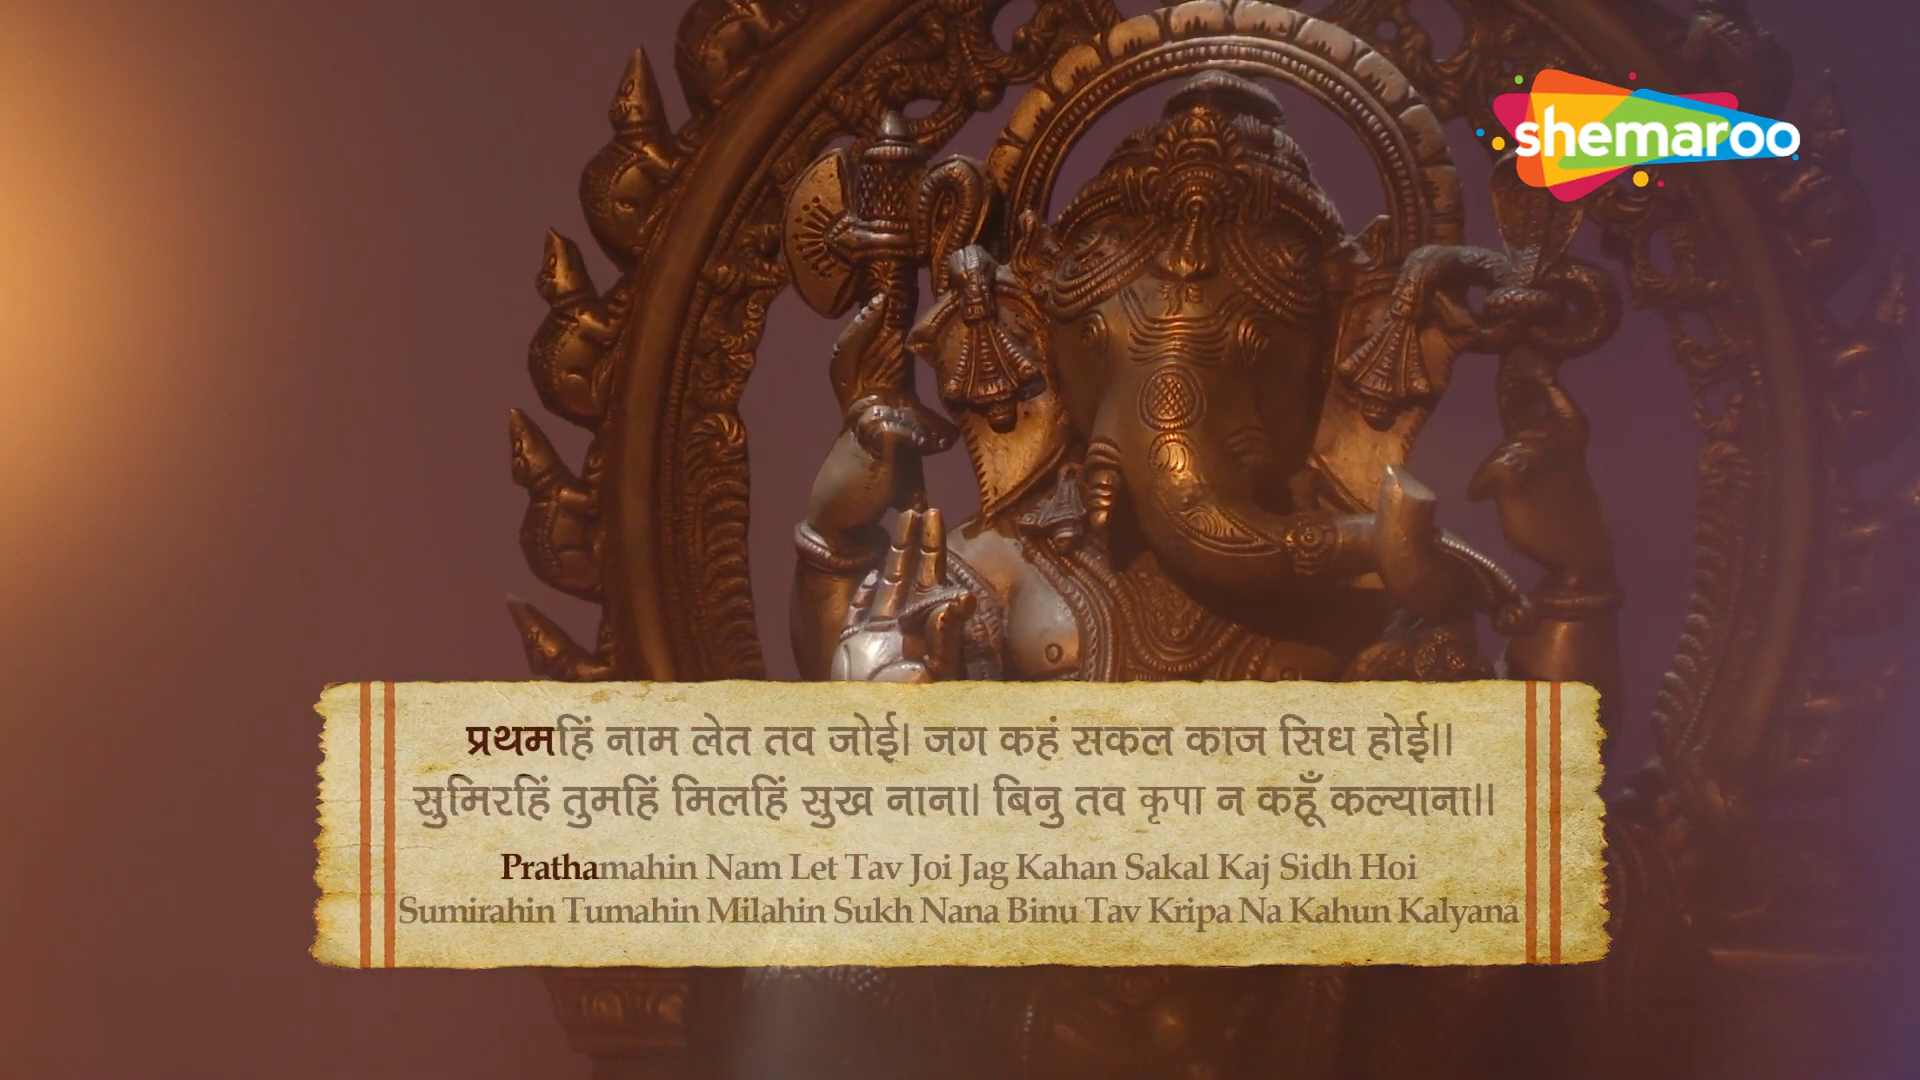 shemaroo
प्रथमहिं नाम लेत तव जोई। जग कहं सकल काज सिध होई॥
सुमिरहिं तुमहिं मिलहिं सुख नाना। बिनु तव कृपा न कहूँ कल्याना॥
Prathamahin Nam Let Tav Joi Jag Kahan Sakal Kaj Sidh Hoi
Sumirahin Tumahin Milahin Sukh Nana Binu Tav Kripa Na Kahun Kalyana